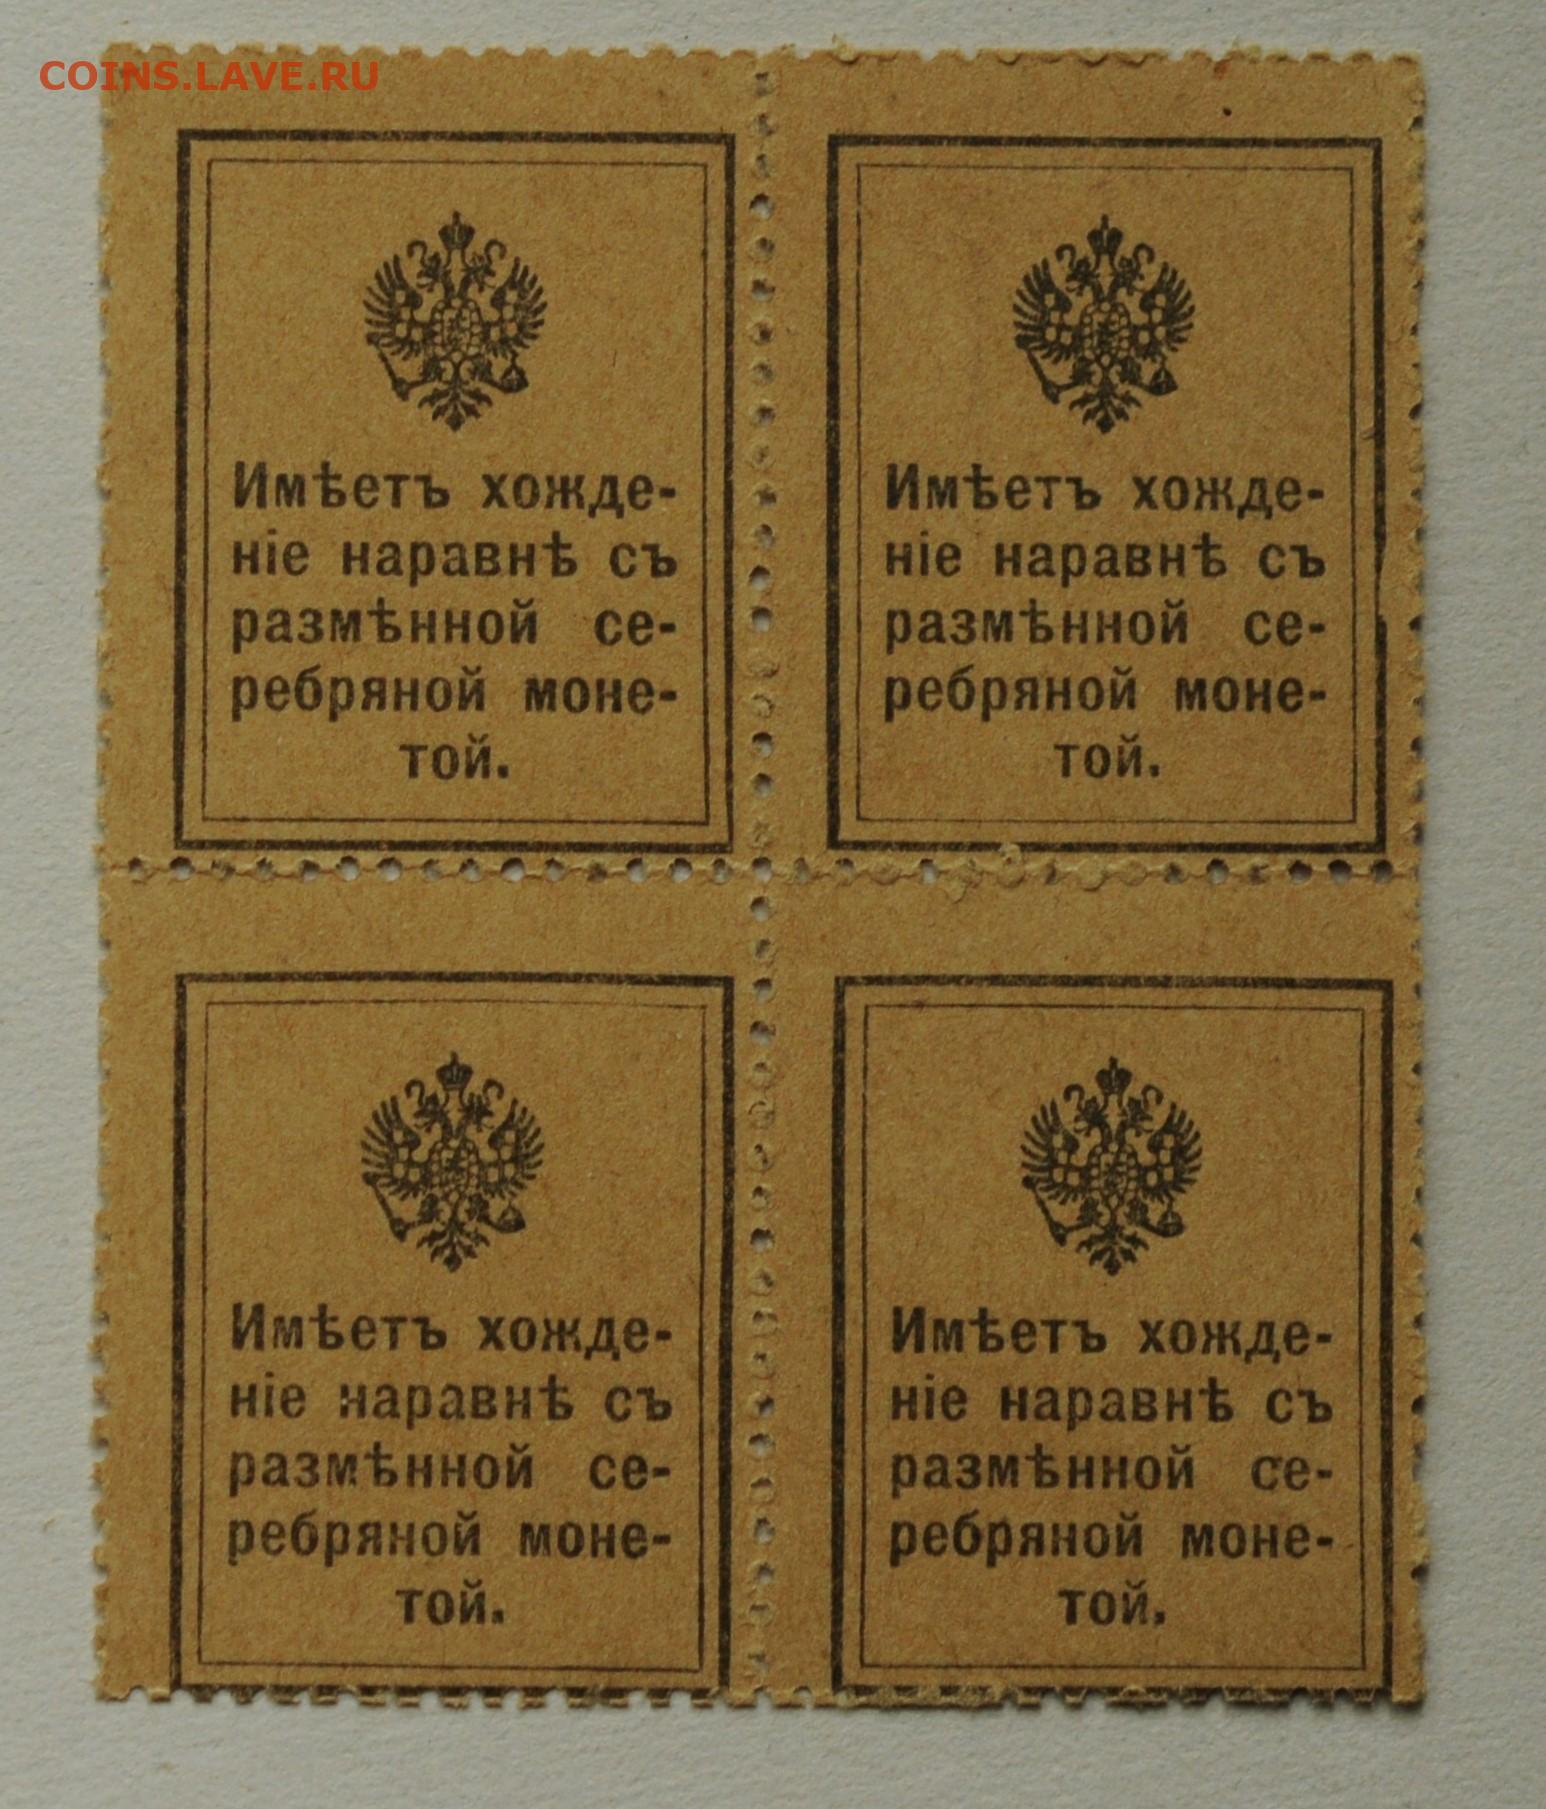 COINS.LAVE.RU
Имѣетъ хожде-
ніе наравнѣ съ
размѣнной се-
ребряной моне-
той.
Имѣетъ хожде-
ніе наравнѣ съ
размѣнной се-
ребряной моне-
той.
Имѣетъ хожде-
ніе наравнѣ съ
размѣнной се-
ребряной моне-
той.
Имѣетъ хожде-
ніе наравнѣ съ
размѣнной се-
ребряной моне-
той.